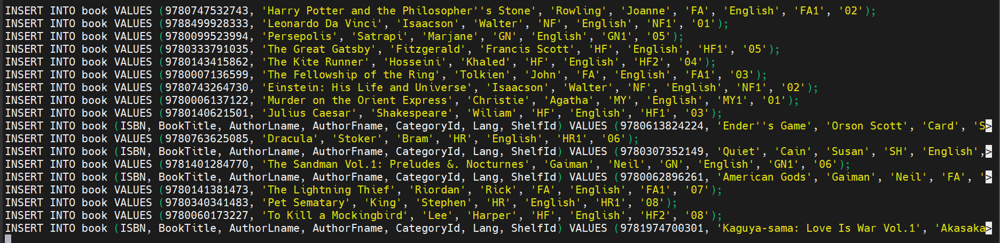 INSERT INTO book VALUES (9780747532743, 'Harry Potter and the Philosopher''s Stone', 'Rowling', 'Joanne', 'FA', 'English', 'FA1', '02');
INSERT INTO book VALUES (9788499928333, 'Leonardo Da Vinci', 'Isaacson', 'Walter', 'NF', 'English', 'NF1', '01');
INSERT INTO book VALUES (9780099523994, 'Persepolis', 'Satrapi', 'Marjane', 'GN', 'English', 'GN1', '05');
INSERT INTO book VALUES (9780333791035, 'The Great Gatsby', 'Fitzgerald', 'Francis Scott', 'HF', 'English', 'HF1', '05');
INSERT INTO book VALUES (9780143415862, 'The Kite Runner', 'Hosseini', 'Khaled', 'HF', 'English', 'HF2', '04');
INSERT INTO book VALUES (9780007136599, 'The Fellowship of the Ring', 'Tolkien', 'John', 'FA', 'English', 'FA1', '03');
INSERT INTO book VALUES (9780743264730, 'Einstein: His Life and Universe', 'Isaacson', 'Walter', 'NF', 'English', 'NF1', '02');
INSERT INTO book VALUES (9780006137122, 'Murder on the Orient Express', 'Christie', 'Agatha', 'MY', 'English', 'MY1', '01');
INSERT INTO book VALUES (9780140621501, 'Julius Caesar', 'Shakespeare', 'Wiliam', 'HF', 'English', 'HF1', '03');
INSERT INTO book (ISBN, BookTitle, AuthorLname, AuthorFname, CategoryId, Lang, ShelfId) VALUES (9780613824224, 'Ender''s Game', 'Orson Scott', 'Card', 'S>
INSERT INTO book VALUES (9780763625085, 'Dracula', 'Stoker', 'Bram', 'HR', 'English', 'HR1', '06');
INSERT INTO book (ISBN, BookTitle, AuthorLname, AuthorFname, CategoryId, Lang, ShelfId) VALUES (9780307352149, 'Quiet', 'Cain', 'Susan', 'SH', 'English',>
INSERT INTO book VALUES (9781401284770, 'The Sandman Vol.1: Preludes &. Nocturnes', 'Gaiman', 'Neil', 'GN', 'English', 'GN1', '06');
INSERT INTO book (ISBN, BookTitle, AuthorLname, AuthorFname, CategoryId, Lang, ShelfId) VALUES (9780062896261, 'American Gods', 'Gaiman', 'Neil', 'FA', '>
INSERT INTO book VALUES (9780141381473, 'The Lightning Thief', 'Riordan', 'Rick', 'FA', 'English', 'FA1', '07');
INSERT INTO book VALUES (9780340341483, 'Pet Sematary', 'King', 'Stephen', 'HR', 'English', 'HR1', '08');
INSERT INTO book VALUES (9780060173227, 'To Kill a Mockingbird', 'Lee', 'Harper', 'HF', 'English', 'HF2', '08');
INSERT INTO book (ISBN, BookTitle, AuthorLname, AuthorFname, CategoryId, Lang, ShelfId) VALUES (9781974700301, 'Kaguya-sama: Love Is War Vol.1', 'Akasaka>